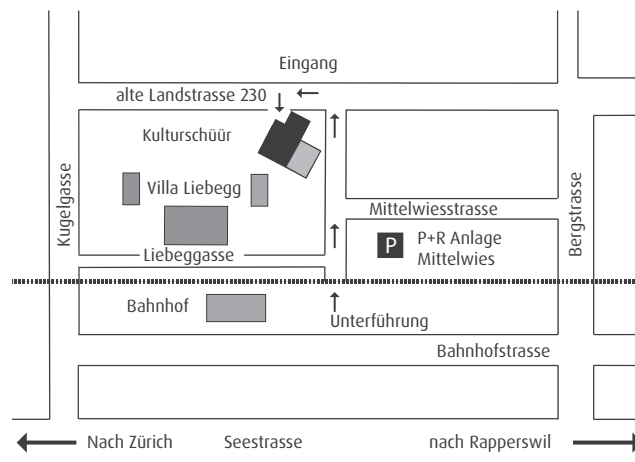 Eingang
alte Landstrasse 230
Kulturschüür
Villa Liebegg
Kugelgasse
Mittelwiesstrasse
Bergstrasse
P
P+R Anlage
Mittelwies
Liebeggasse
Bahnhof
Unterführung
Bahnhofstrasse
Nach Zürich
Seestrasse
nach Rapperswil